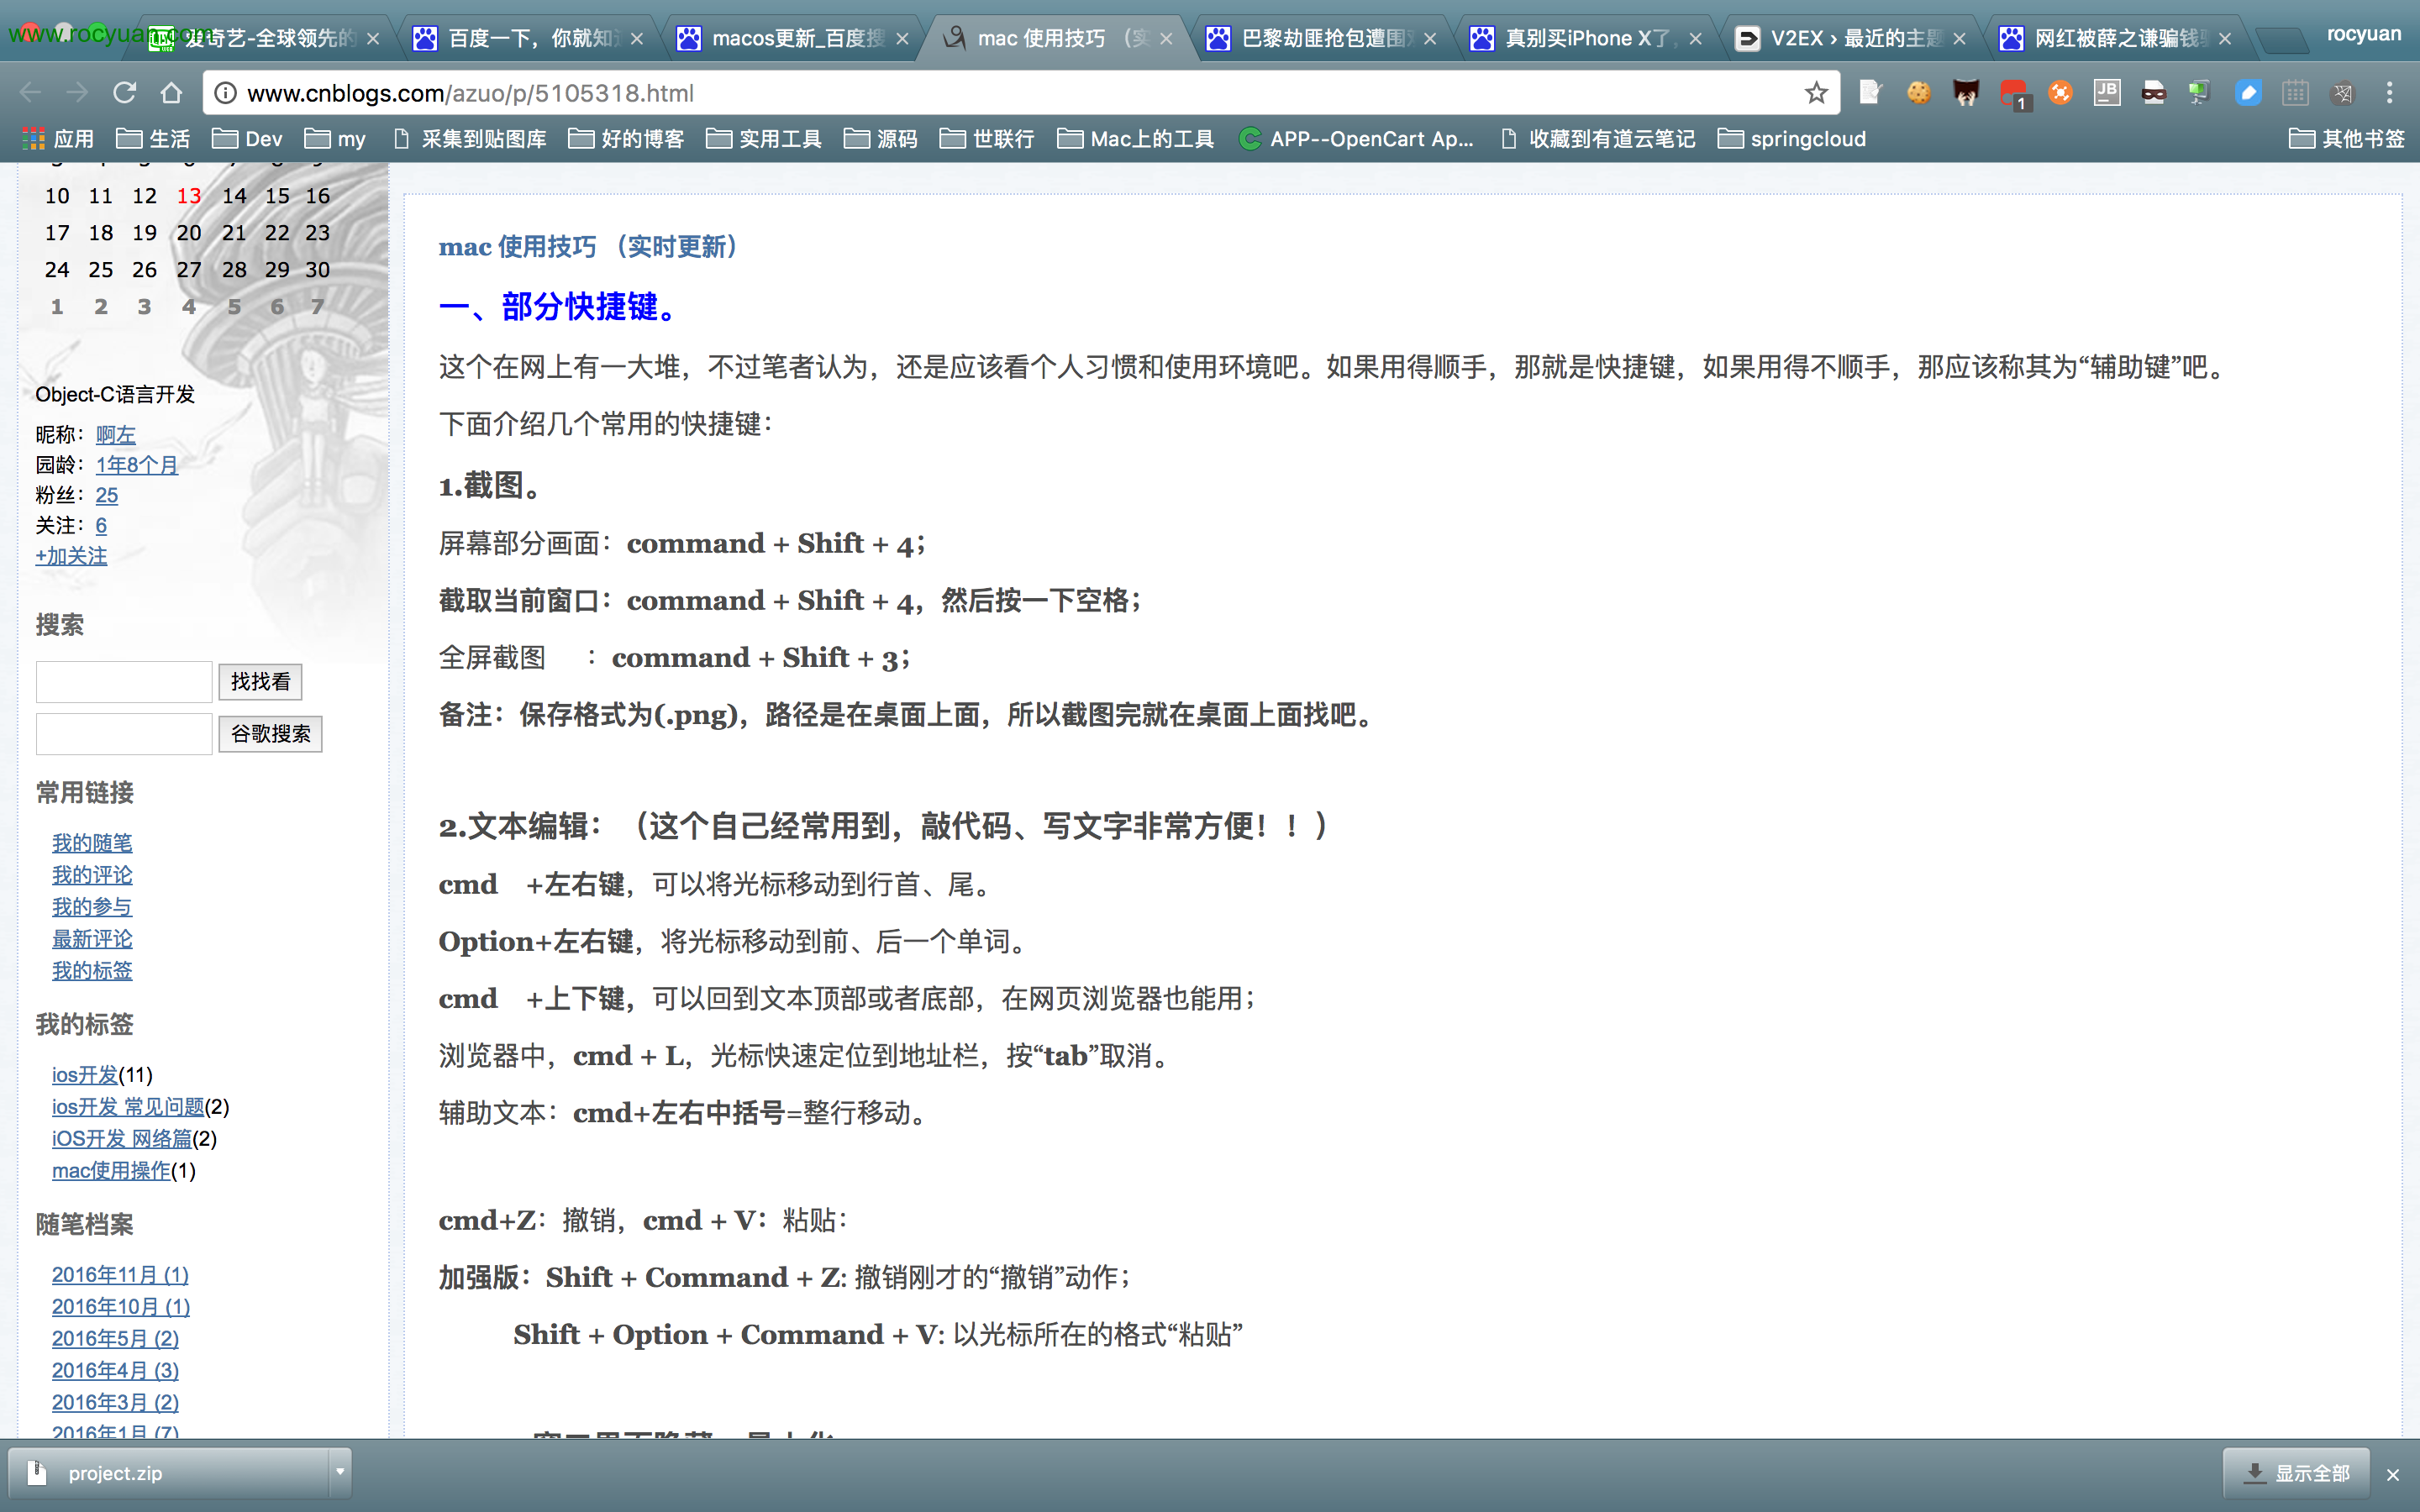 www.rocyuan.com
爱奇艺-全球领先的
百度一下，你就知道
macos更新_百度搜
mac 使用技巧 （实
巴黎劫匪抢包遭围
真别买iPhone X了，
V2EX › 最近的主题
网红被薛之谦骗钱
rocyuan
www.cnblogs.com/azuo/p/5105318.html
1
JB
应用 生活 Dev my 采集到贴图库 好的博客 实用工具 源码 世联行 Mac上的工具 APP--OpenCart Ap... 收藏到有道云笔记 springcloud 其他书签
10 11 12 13 14 15 16
17 18 19 20 21 22 23
24 25 26 27 28 29 30
1 2 3 4 5 6 7
Object-C语言开发
昵称：啊左
园龄：1年8个月
粉丝：25
关注：6
+加关注
搜索
找找看
谷歌搜索
常用链接
我的随笔
我的评论
我的参与
最新评论
我的标签
我的标签
ios开发(11)
ios开发 常见问题(2)
iOS开发 网络篇(2)
mac使用操作(1)
随笔档案
2016年11月 (1)
2016年10月 (1)
2016年5月 (2)
2016年4月 (3)
2016年3月 (2)
2016年1月 (7)
mac 使用技巧 （实时更新）
一、部分快捷键。
这个在网上有一大堆，不过笔者认为，还是应该看个人习惯和使用环境吧。如果用得顺手，那就是快捷键，如果用得不顺手，那应该称其为“辅助键”吧。
下面介绍几个常用的快捷键：
1.截图。
屏幕部分画面：command + Shift + 4；
截取当前窗口：command + Shift + 4，然后按一下空格；
全屏截图 ：command + Shift + 3；
备注：保存格式为(.png)，路径是在桌面上面，所以截图完就在桌面上面找吧。
2.文本编辑：（这个自己经常用到，敲代码、写文字非常方便！！）
cmd +左右键，可以将光标移动到行首、尾。
Option+左右键，将光标移动到前、后一个单词。
cmd +上下键，可以回到文本顶部或者底部，在网页浏览器也能用；
浏览器中，cmd + L，光标快速定位到地址栏，按“tab”取消。
辅助文本：cmd+左右中括号=整行移动。
cmd+Z：撤销，cmd + V：粘贴：
加强版：Shift + Command + Z: 撤销刚才的“撤销”动作；
Shift + Option + Command + V: 以光标所在的格式“粘贴”
project.zip
显示全部